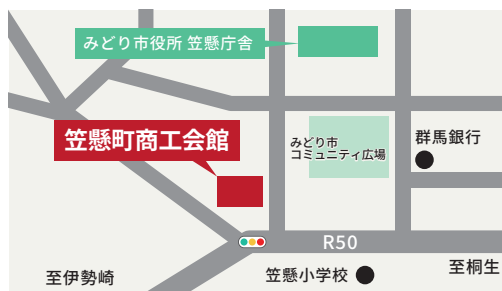 みどり市役所 笠懸庁舎
笠懸町商工会館
みどり市
コミュニティ広場
群馬銀行
R50
至伊勢崎
笠懸小学校
至桐生